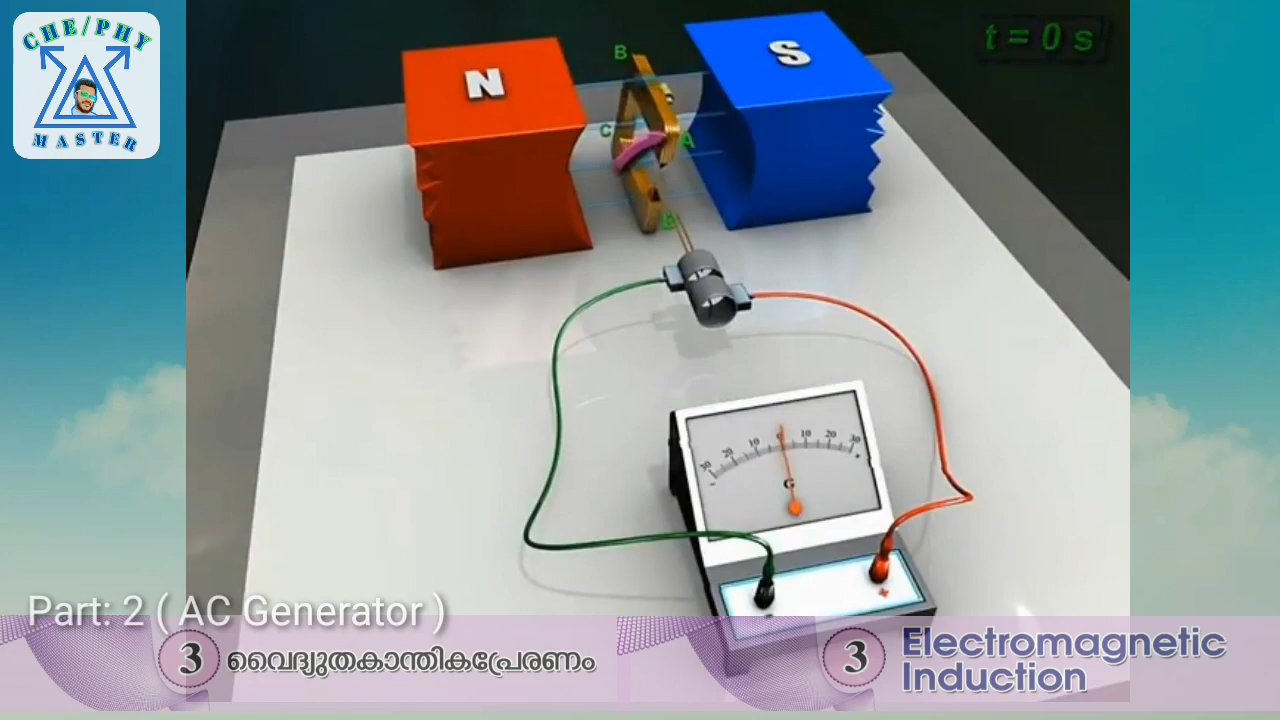 CHE/PHY
MASTER
N
S
t = 0 s
B
C
A
D
30 20 10 0 10 20 30
-
+
G
-
+
Part: 2 ( AC Generator )
3 വൈദ്യുതകാന്തികപ്രേരണം
3 Electromagnetic
Induction